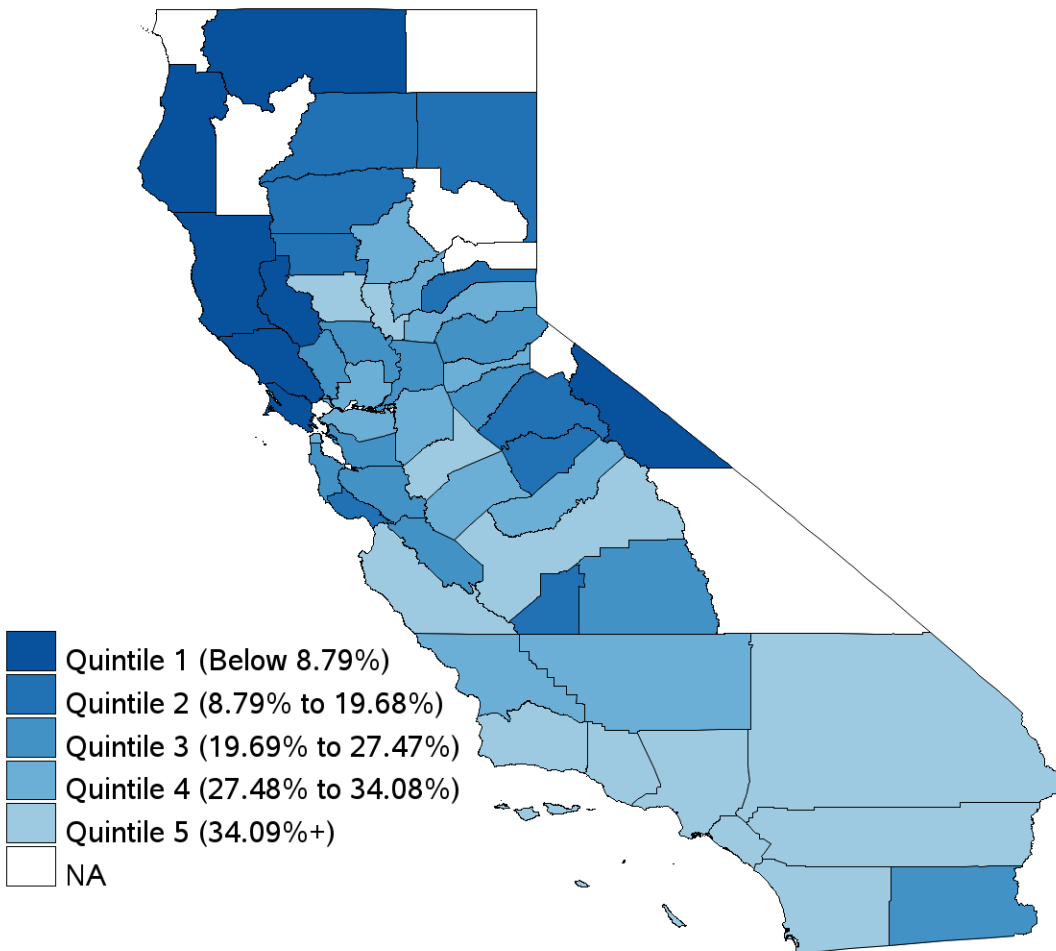 Quintile 1 (Below 8.79%)
Quintile 2 (8.79% to 19.68%)
Quintile 3 (19.69% to 27.47%)
Quintile 4 (27.48% to 34.08%)
Quintile 5 (34.09%+)
NA